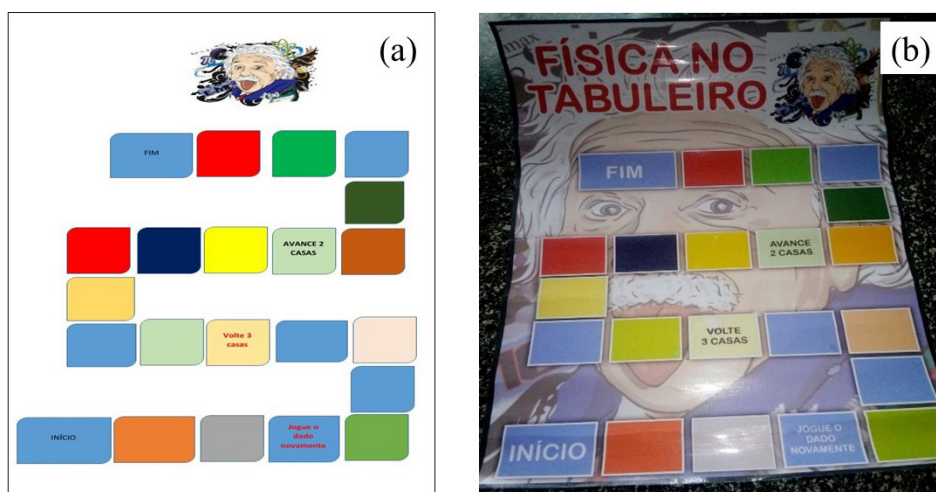 (a)
FIM
AVANCE 2
CASAS
Volte 3
casas
INÍCIO
Jogue o
dado
novamente
(b)
max
FÍSICA NO
TABULEIRO
FIM
AVANCE
2 CASAS
VOLTE
3 CASAS
INÍCIO
JOGUE O
DADO
NOVAMENTE